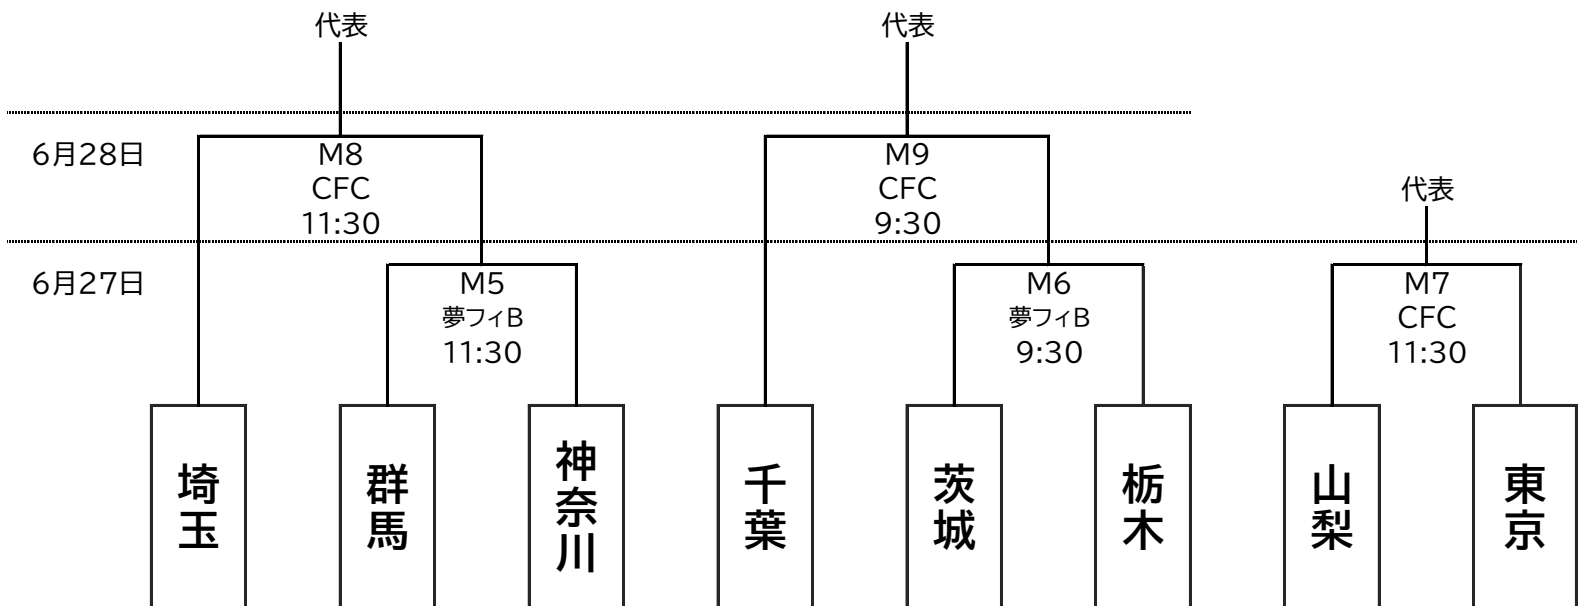 代表
代表
6月28日
M8
CFC
11:30
M9
CFC
9:30
代表
6月27日
M5
夢フィB
11:30
M6
夢フィB
9:30
M7
CFC
11:30
埼玉
群馬
神奈川
千葉
茨城
栃木
山梨
東京